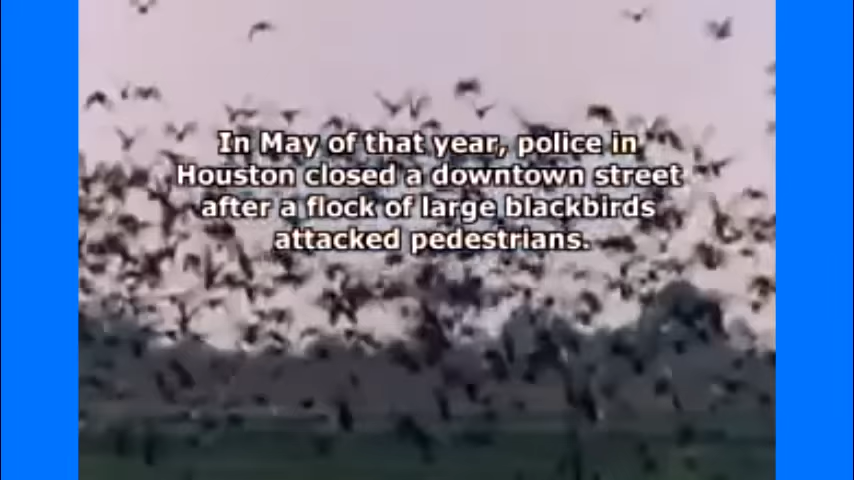 In May of that year, police in
Houston closed a downtown street
after a flock of large blackbirds
attacked pedestrians.